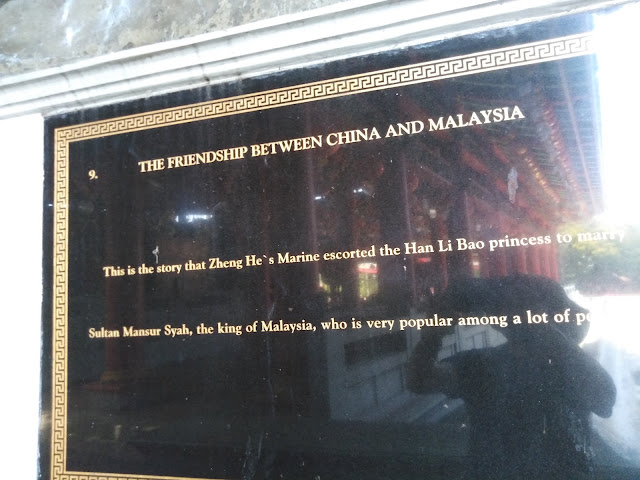 9. THE FRIENDSHIP BETWEEN CHINA AND MALAYSIA
This is the story that Zheng He`s Marine escorted the Han Li Bao princess to marry
Sultan Mansur Syah, the king of Malaysia, who is very popular among a lot of